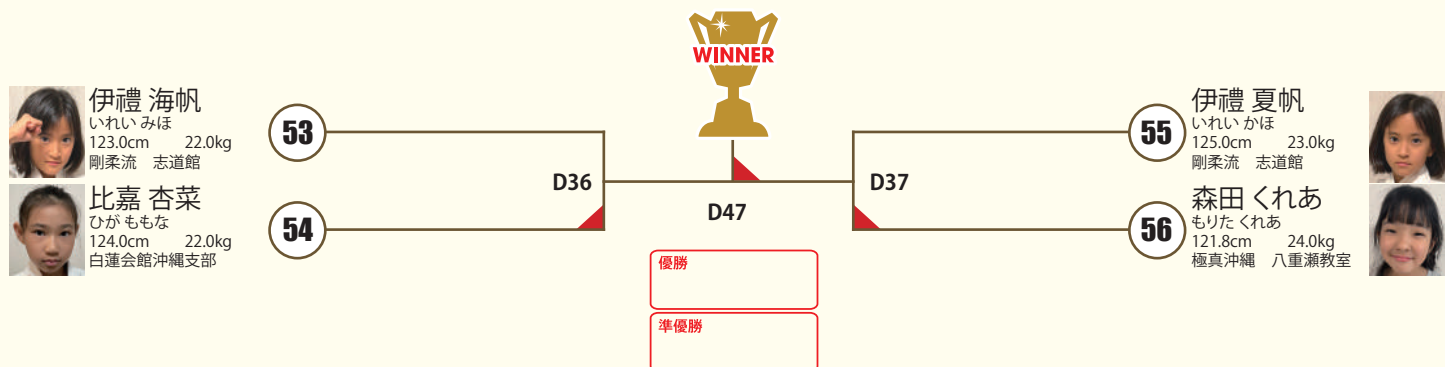 WINNER
伊禮 海帆
いれい みほ
123.0cm 22.0kg
剛柔流 志道館
53
比嘉 杏菜
ひが ももな
124.0cm 22.0kg
白蓮会館沖縄支部
54
D36
D47
D37
55
伊禮 夏帆
いれい かほ
125.0cm 23.0kg
剛柔流 志道館
56
森田 くれあ
もりた くれあ
121.8cm 24.0kg
極真沖縄 八重瀬教室
優勝
準優勝